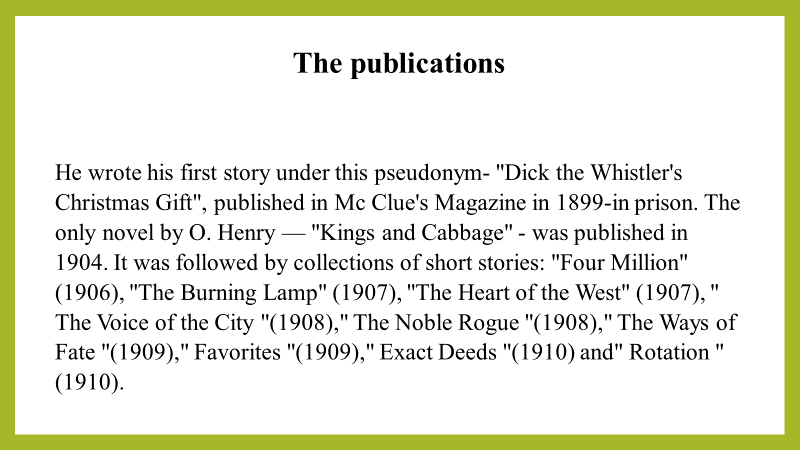 The publications
He wrote his first story under this pseudonym- "Dick the Whistler's
Christmas Gift", published in Mc Clue's Magazine in 1899-in prison. The
only novel by O. Henry — "Kings and Cabbage" - was published in
1904. It was followed by collections of short stories: "Four Million"
(1906), "The Burning Lamp" (1907), "The Heart of the West" (1907), "
The Voice of the City "(1908)," The Noble Rogue "(1908)," The Ways of
Fate "(1909)," Favorites "(1909)," Exact Deeds "(1910) and" Rotation "
(1910).